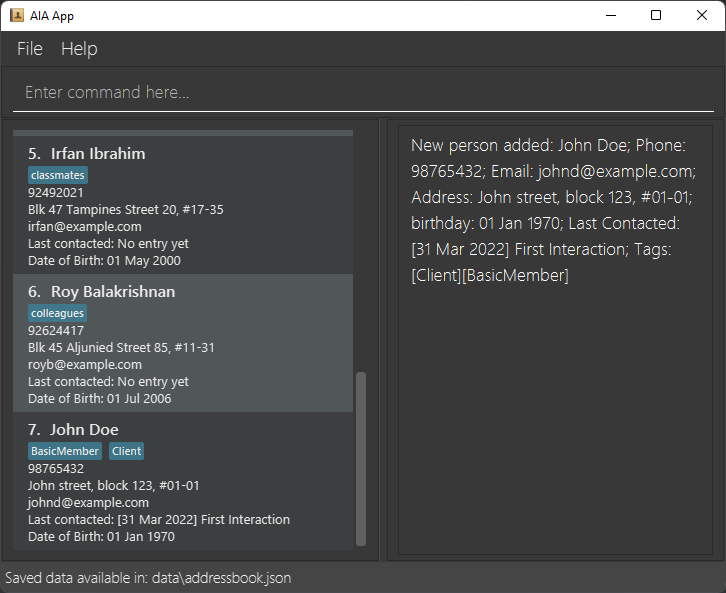 AIA App
File Help
Enter command here...
5. Irfan Ibrahim
classmates
92492021
Blk 47 Tampines Street 20, #17-35
irfan@example.com
Last contacted: No entry yet
Date of Birth: 01 May 2000
6. Roy Balakrishnan
colleagues
92624417
Blk 45 Aljunied Street 85, #11-31
royb@example.com
Last contacted: No entry yet
Date of Birth: 01 Jul 2006
7. John Doe
BasicMember Client
98765432
John street, block 123, #01-01
johnd@example.com
Last contacted: [31 Mar 2022] First Interaction
Date of Birth: 01 Jan 1970
New person added: John Doe; Phone:
98765432; Email: johnd@example.com;
Address: John street, block 123, #01-01;
birthday: 01 Jan 1970; Last Contacted:
[31 Mar 2022] First Interaction; Tags:
[Client][BasicMember]
Saved data available in: data\addressbook.json